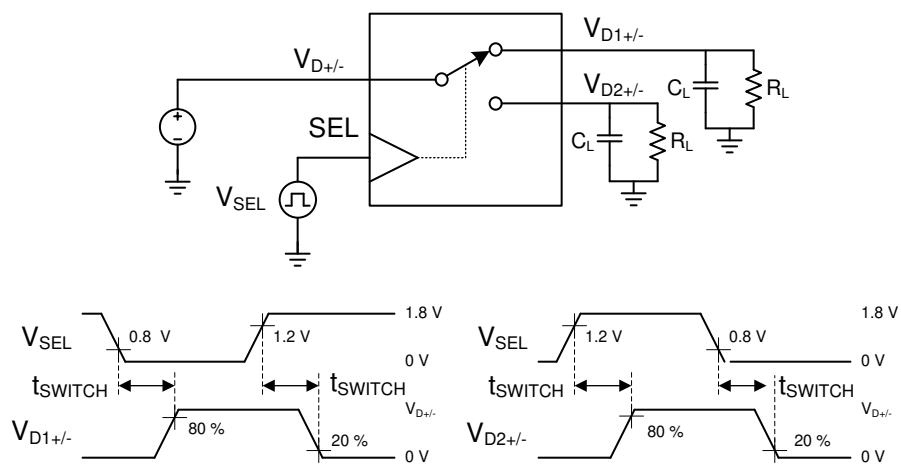 V_D+/-
V_D1+/-
C_L
R_L
V_D2+/-
SEL
C_L
R_L
V_SEL
V_SEL
0.8 V
1.2 V
1.8 V
0 V
t_SWITCH
t_SWITCH
V_D1+/-
80 %
20 %
V_D+/-
0 V
V_SEL
1.2 V
0.8 V
1.8 V
0 V
t_SWITCH
t_SWITCH
V_D2+/-
80 %
20 %
V_D+/-
0 V